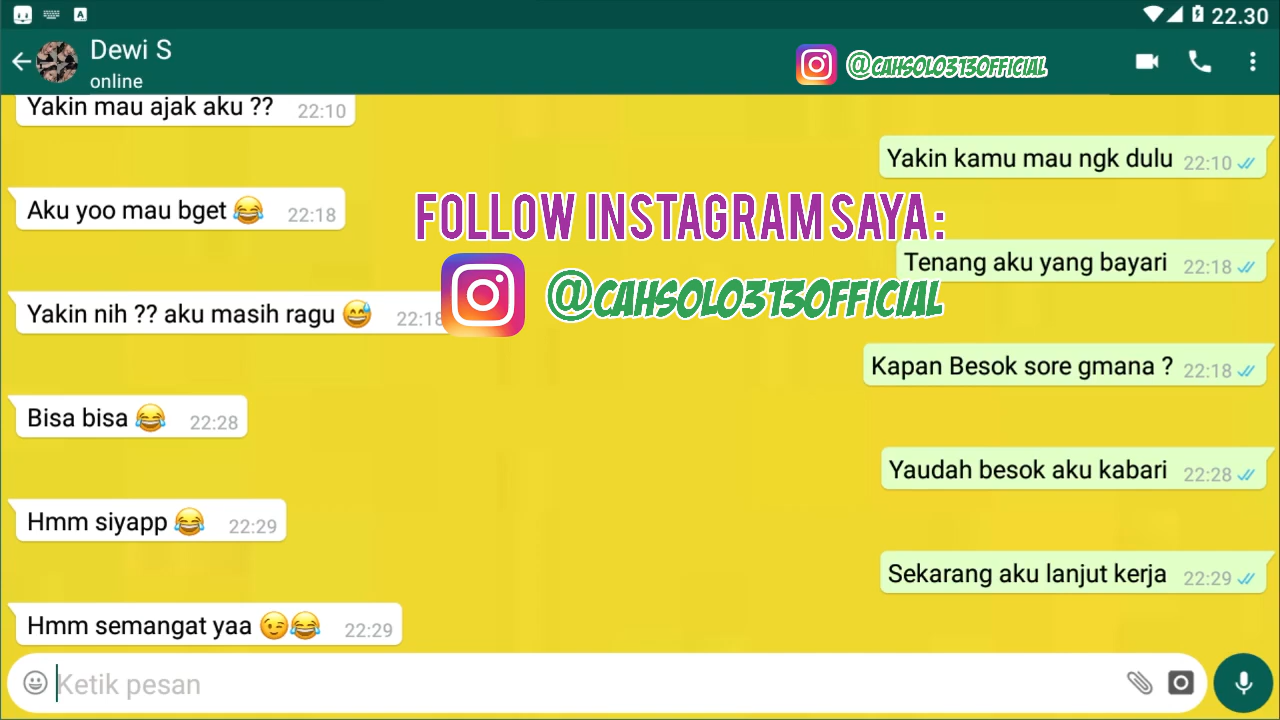 22.30
Dewi S
online
@CAHSOLO313OFFICIAL
Yakin mau ajak aku ?? 22:10
Yakin kamu mau ngk dulu 22:10
Aku yoo mau bget 😂 22:18
FOLLOW INSTAGRAM SAYA :
Tenang aku yang bayari 22:18
@CAHSOLO313OFFICIAL
Yakin nih ?? aku masih ragu 😅 22:18
Kapan Besok sore gmana ? 22:18
Bisa bisa 😂 22:28
Yaudah besok aku kabari 22:28
Hmm siyapp 😂 22:29
Sekarang aku lanjut kerja 22:29
Hmm semangat yaa 😉😂 22:29
Ketik pesan